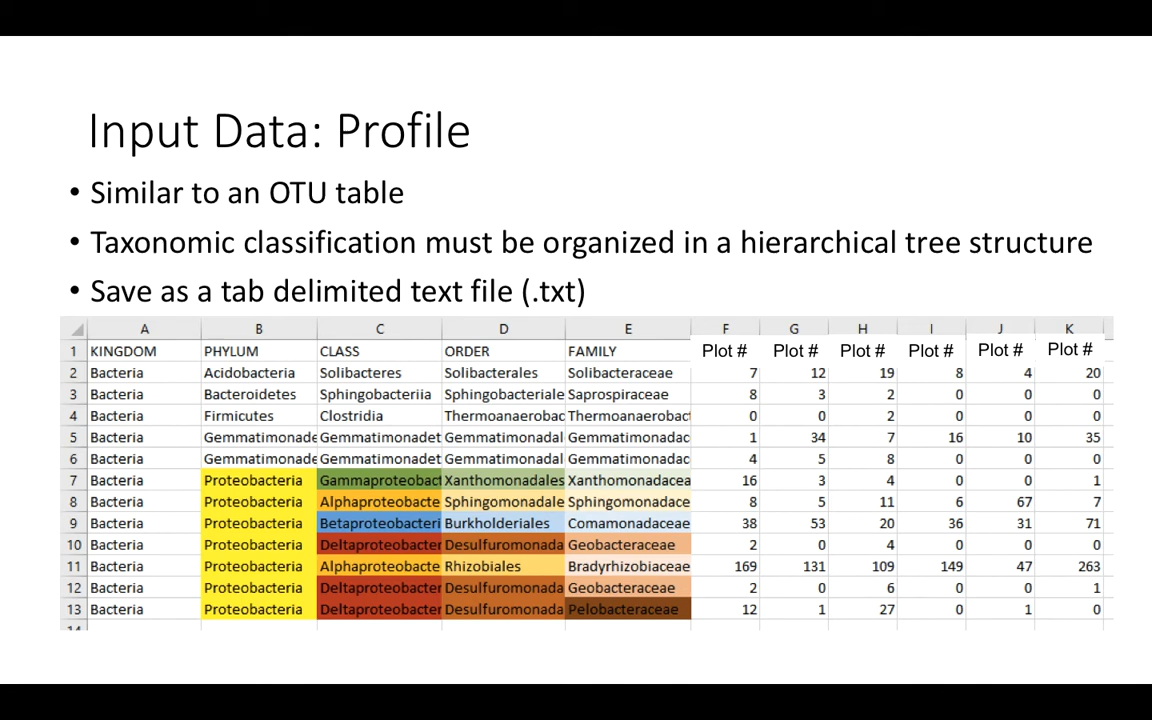 Input Data: Profile
• Similar to an OTU table
• Taxonomic classification must be organized in a hierarchical tree structure
• Save as a tab delimited text file (.txt)
A B C D E F G H I J K
1 KINGDOM PHYLUM CLASS ORDER FAMILY Plot # Plot # Plot # Plot # Plot # Plot #
2 Bacteria Acidobacteria Solibacteres Solibacterales Solibacteraceae 7 12 19 8 4 20
3 Bacteria Bacteroidetes Sphingobacteriia Sphingobacteriale Saprospiraceae 8 3 2 0 0 0
4 Bacteria Firmicutes Clostridia Thermoanaerobac Thermoanaerobact 0 0 2 0 0 0
5 Bacteria Gemmatimonade Gemmatimonadet Gemmatimonadal Gemmatimonadac 1 34 7 16 10 35
6 Bacteria Gemmatimonade Gemmatimonadet Gemmatimonadal Gemmatimonadac 4 5 8 0 0 0
7 Bacteria Proteobacteria Gammaproteobact Xanthomonadales Xanthomonadacea 16 3 4 0 0 1
8 Bacteria Proteobacteria Alphaproteobacte Sphingomonadale Sphingomonadace 8 5 11 6 67 7
9 Bacteria Proteobacteria Betaproteobacteri Burkholderiales Comamonadaceae 38 53 20 36 31 71
10 Bacteria Proteobacteria Deltaproteobacter Desulfuromonada Geobacteraceae 2 0 4 0 0 0
11 Bacteria Proteobacteria Alphaproteobacte Rhizobiales Bradyrhizobiaceae 169 131 109 149 47 263
12 Bacteria Proteobacteria Deltaproteobacter Desulfuromonada Geobacteraceae 2 0 6 0 0 1
13 Bacteria Proteobacteria Deltaproteobacter Desulfuromonada Pelobacteraceae 12 1 27 0 1 0